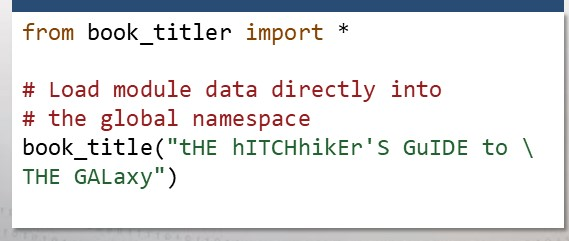 from book_titler import *
# Load module data directly into
# the global namespace
book_title("tHE hITCHhikEr'S GuIDE to \
THE GALaxy")